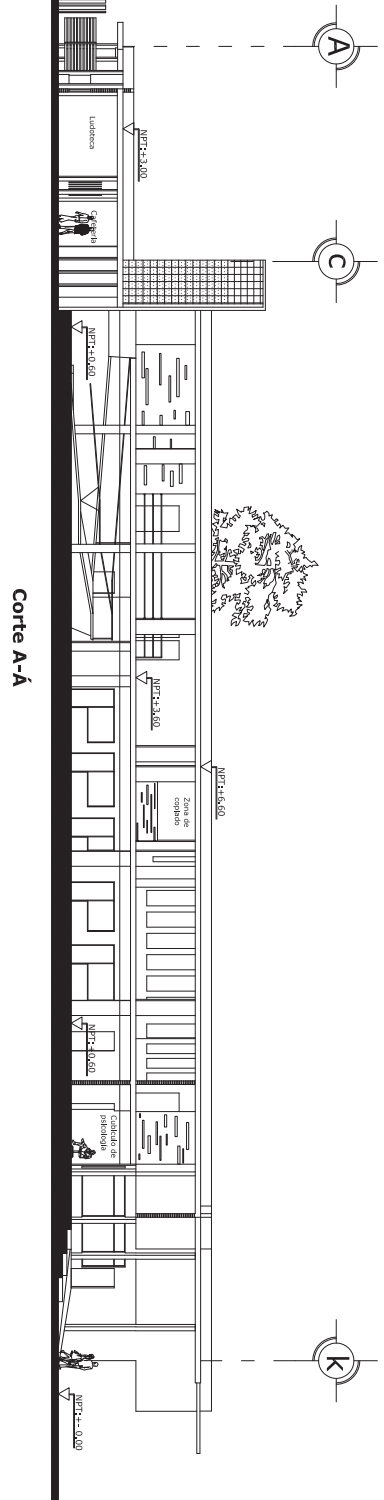 A
C
k
NPT:+3.00
Ludoteca
Cafetería
NPT:+0.60
NPT:+3.60
NPT:+6.60
Zona de
copiado
NPT:+0.60
Cubículo de
psicología
NPT:+- 0.00
Corte A-Á